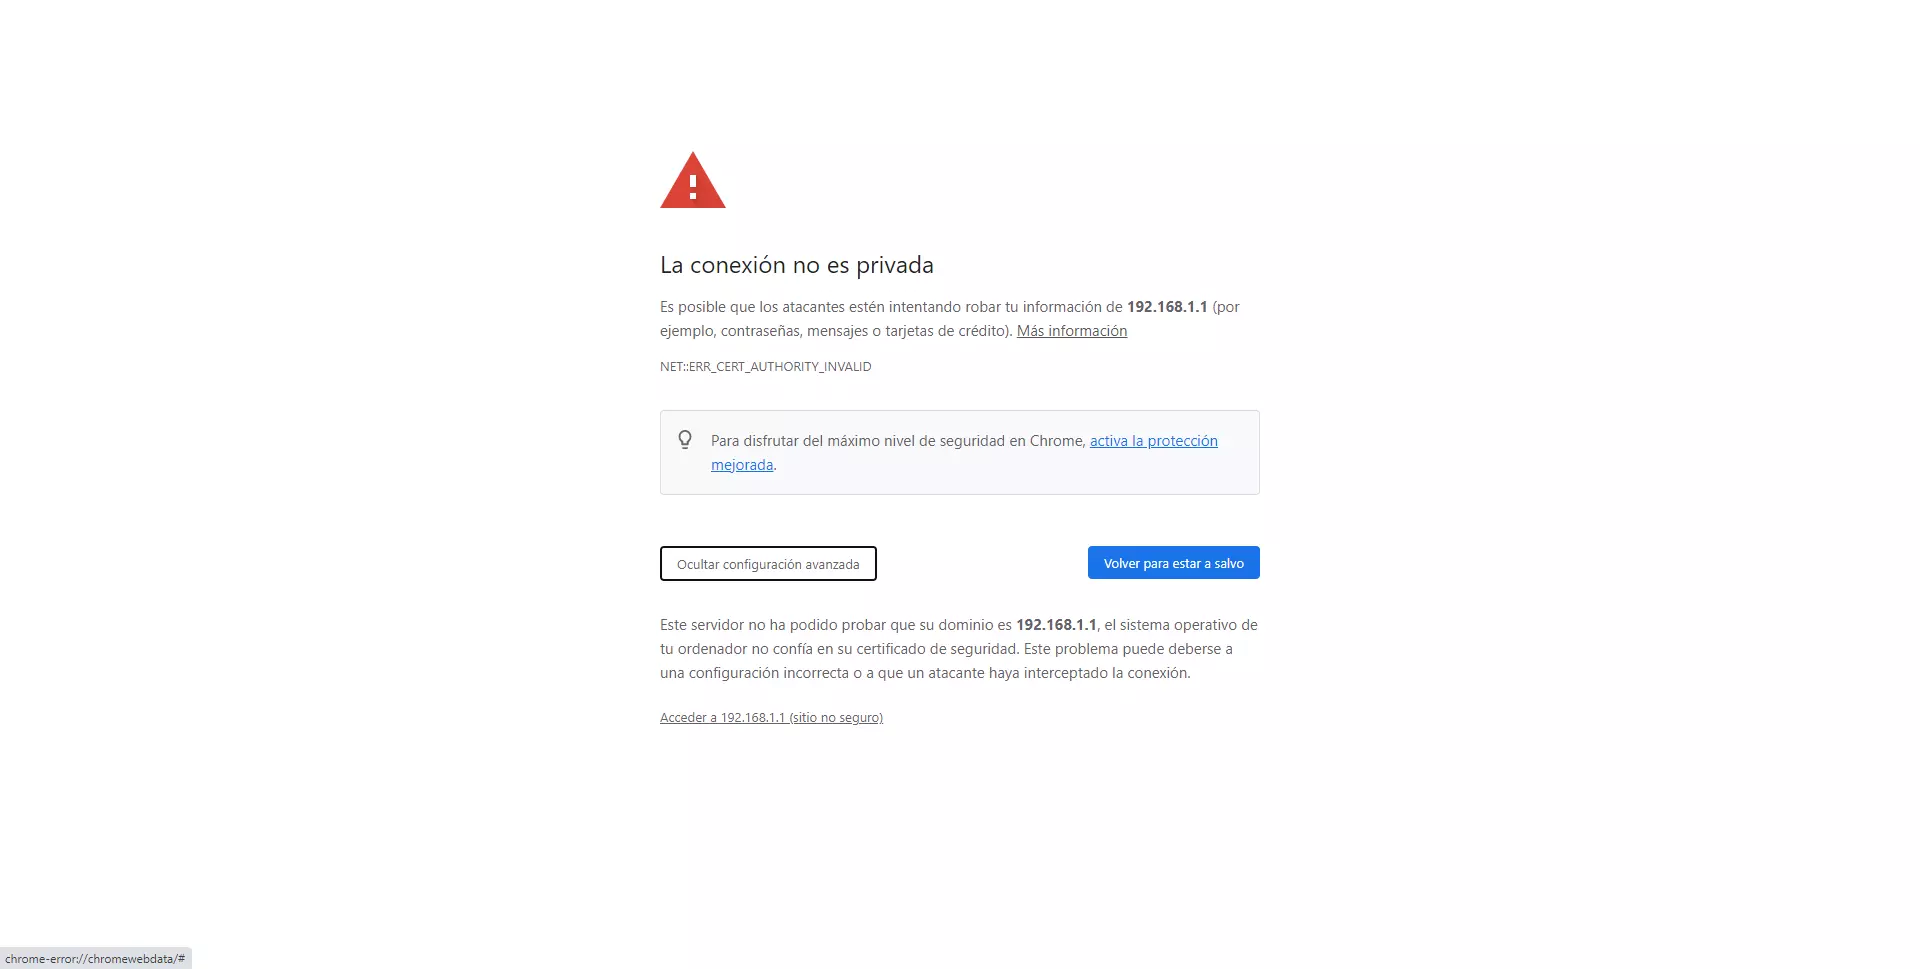 La conexión no es privada
Es posible que los atacantes estén intentando robar tu información de 192.168.1.1 (por
ejemplo, contraseñas, mensajes o tarjetas de crédito). Más información
NET::ERR_CERT_AUTHORITY_INVALID
Para disfrutar del máximo nivel de seguridad en Chrome, activa la protección
mejorada.
Ocultar configuración avanzada
Volver para estar a salvo
Este servidor no ha podido probar que su dominio es 192.168.1.1, el sistema operativo de
tu ordenador no confía en su certificado de seguridad. Este problema puede deberse a
una configuración incorrecta o a que un atacante haya interceptado la conexión.
Acceder a 192.168.1.1 (sitio no seguro)
chrome-error://chromewebdata/#